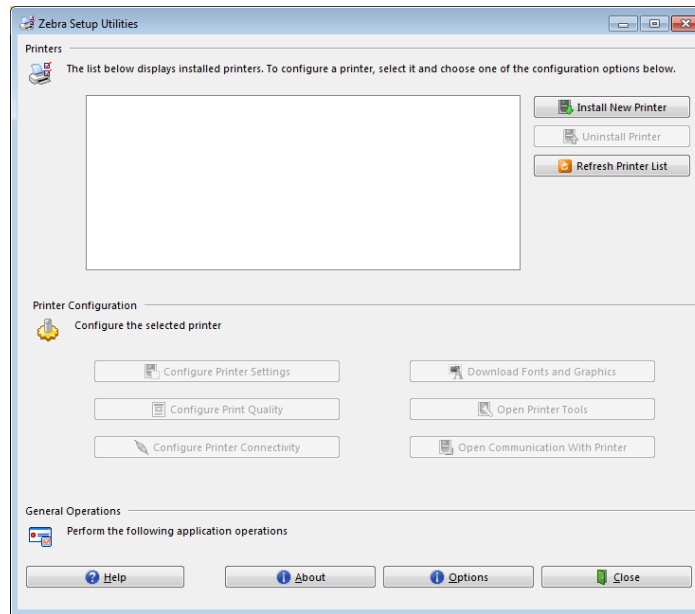 Zebra Setup Utilities
Printers
The list below displays installed printers. To configure a printer, select it and choose one of the configuration options below.
Install New Printer
Uninstall Printer
Refresh Printer List
Printer Configuration
Configure the selected printer
Configure Printer Settings
Download Fonts and Graphics
Configure Print Quality
Open Printer Tools
Configure Printer Connectivity
Open Communication With Printer
General Operations
Perform the following application operations
Help
About
Options
Close